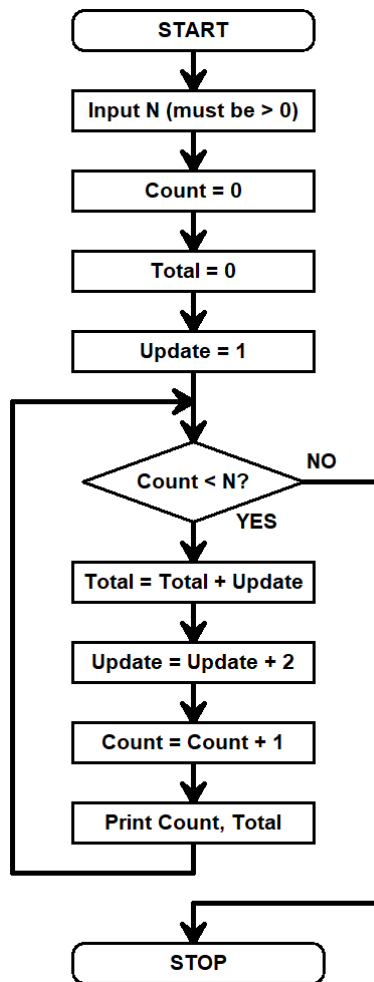 START
Input N (must be > 0)
Count = 0
Total = 0
Update = 1
Count < N?
NO
YES
Total = Total + Update
Update = Update + 2
Count = Count + 1
Print Count, Total
STOP